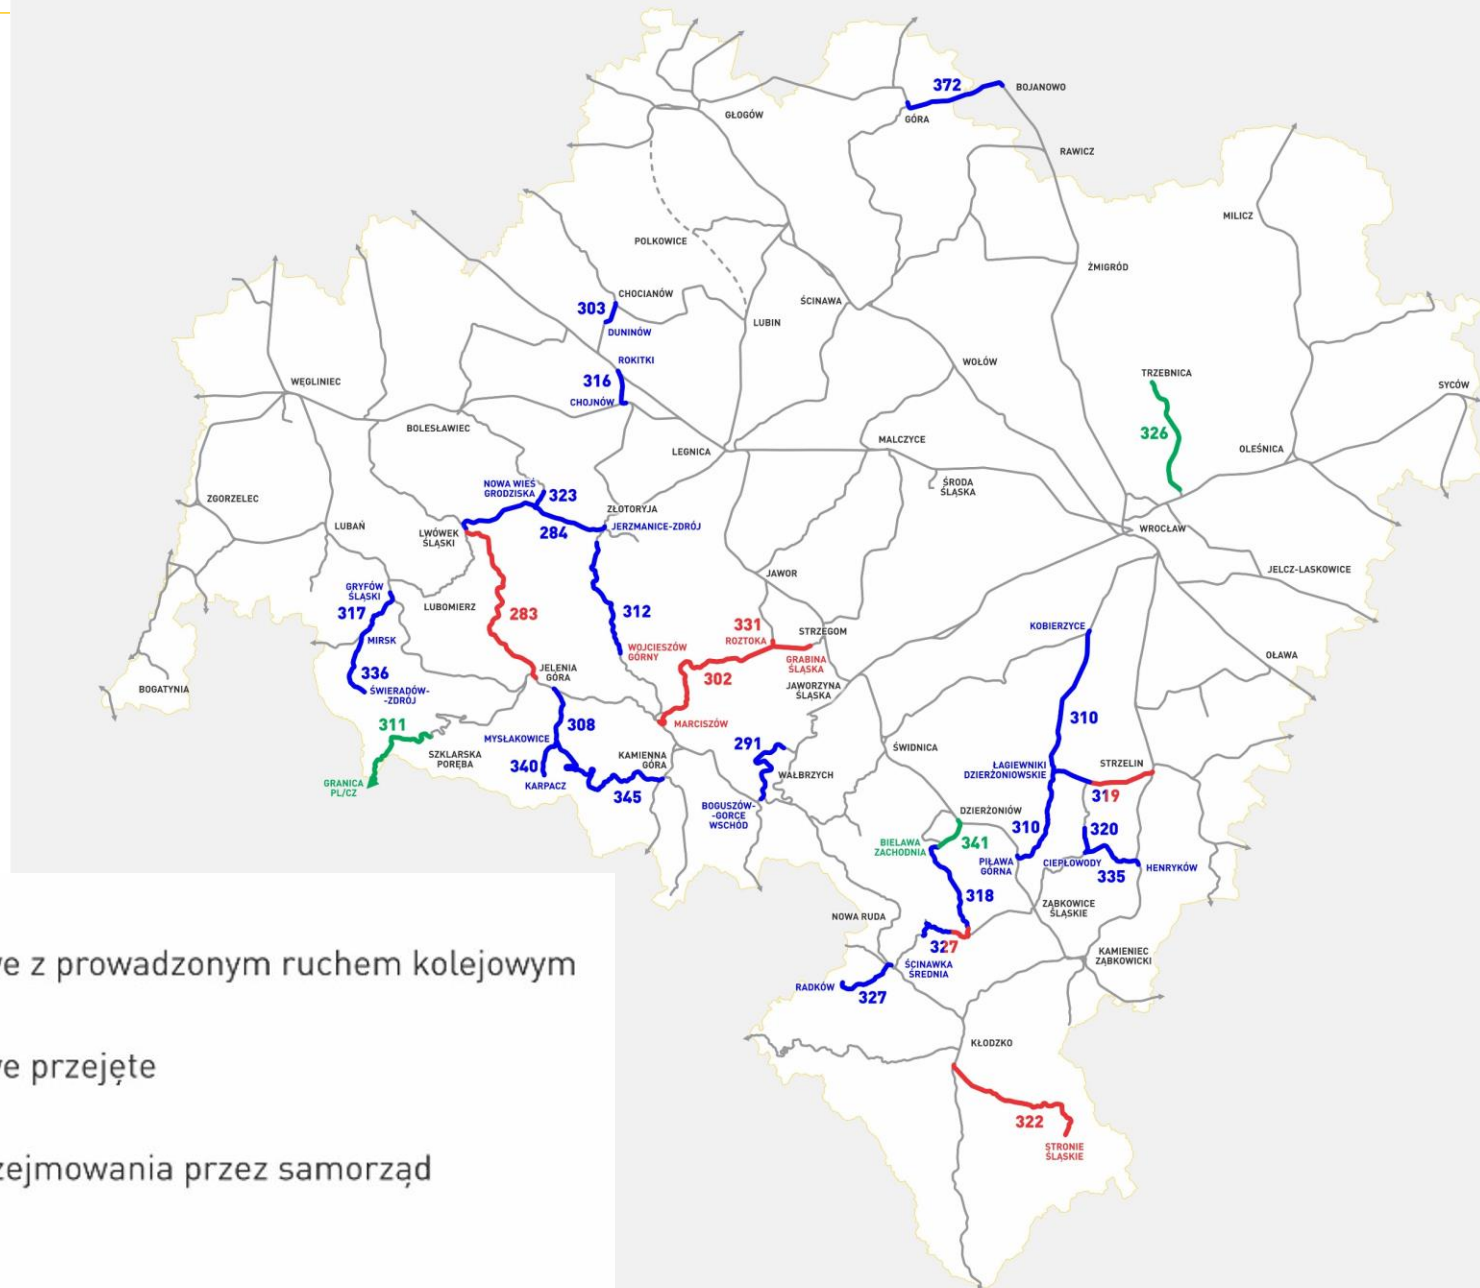 372
BOJANOWO
GŁOGÓW
GÓRA
RAWICZ
MILICZ
POLKOWICE
ŻMIGRÓD
CHOCIANÓW
303
ŚCINAWA
LUBIN
DUNINÓW
ROKITKI
WOŁÓW
TRZEBNICA
316
WĘGLINIEC
SYCÓW
CHOJNÓW
BOLESŁAWIEC
326
MALCZYCE
LEGNICA
OLEŚNICA
NOWA WIEŚ
GRODZISKA
323
ŚRODA
ŚLĄSKA
ZGORZELEC
ZŁOTORYJA
LUBAŃ
JERZMANICE-ZDRÓJ
WROCŁAW
LWÓWEK
ŚLĄSKI
284
JELCZ-LASKOWICE
JAWOR
GRYFÓW
ŚLĄSKI
LUBOMIERZ
317
283
312
331
KOBIERZYCE
STRZEGOM
MIRSK
ROZTOKA
WOJCIESZÓW
GÓRNY
OŁAWA
GRABINA
ŚLĄSKA
336
JELENIA
GÓRA
302
BOGATYNIA
ŚWIERADÓW-
-ZDRÓJ
JAWORZYNA
ŚLĄSKA
310
311
308
MARCISZÓW
MYSŁAKOWICE
291
ŚWIDNICA
SZKLARSKA
PORĘBA
KAMIENNA
GÓRA
ŁAGIEWNIKI
DZIERŻONIOWSKIE
STRZELIN
340
WAŁBRZYCH
GRANICA
PL/CZ
KARPACZ
345
319
BOGUSZÓW-
-GORCE
WSCHÓD
DZIERŻONIÓW
310
320
BIELAWA
ZACHODNIA
341
PIŁAWA
GÓRNA
CIEPŁOWODY
HENRYKÓW
335
318
ZĄBKOWICE
ŚLĄSKIE
NOWA RUDA
327
KAMIENIEC
ZĄBKOWICKI
ŚCINAWKA
ŚREDNIA
RADKÓW
327
KŁODZKO
322
STRONIE
ŚLĄSKIE
we z prowadzonym ruchem kolejowym
we przejęte
zejmowania przez samorząd